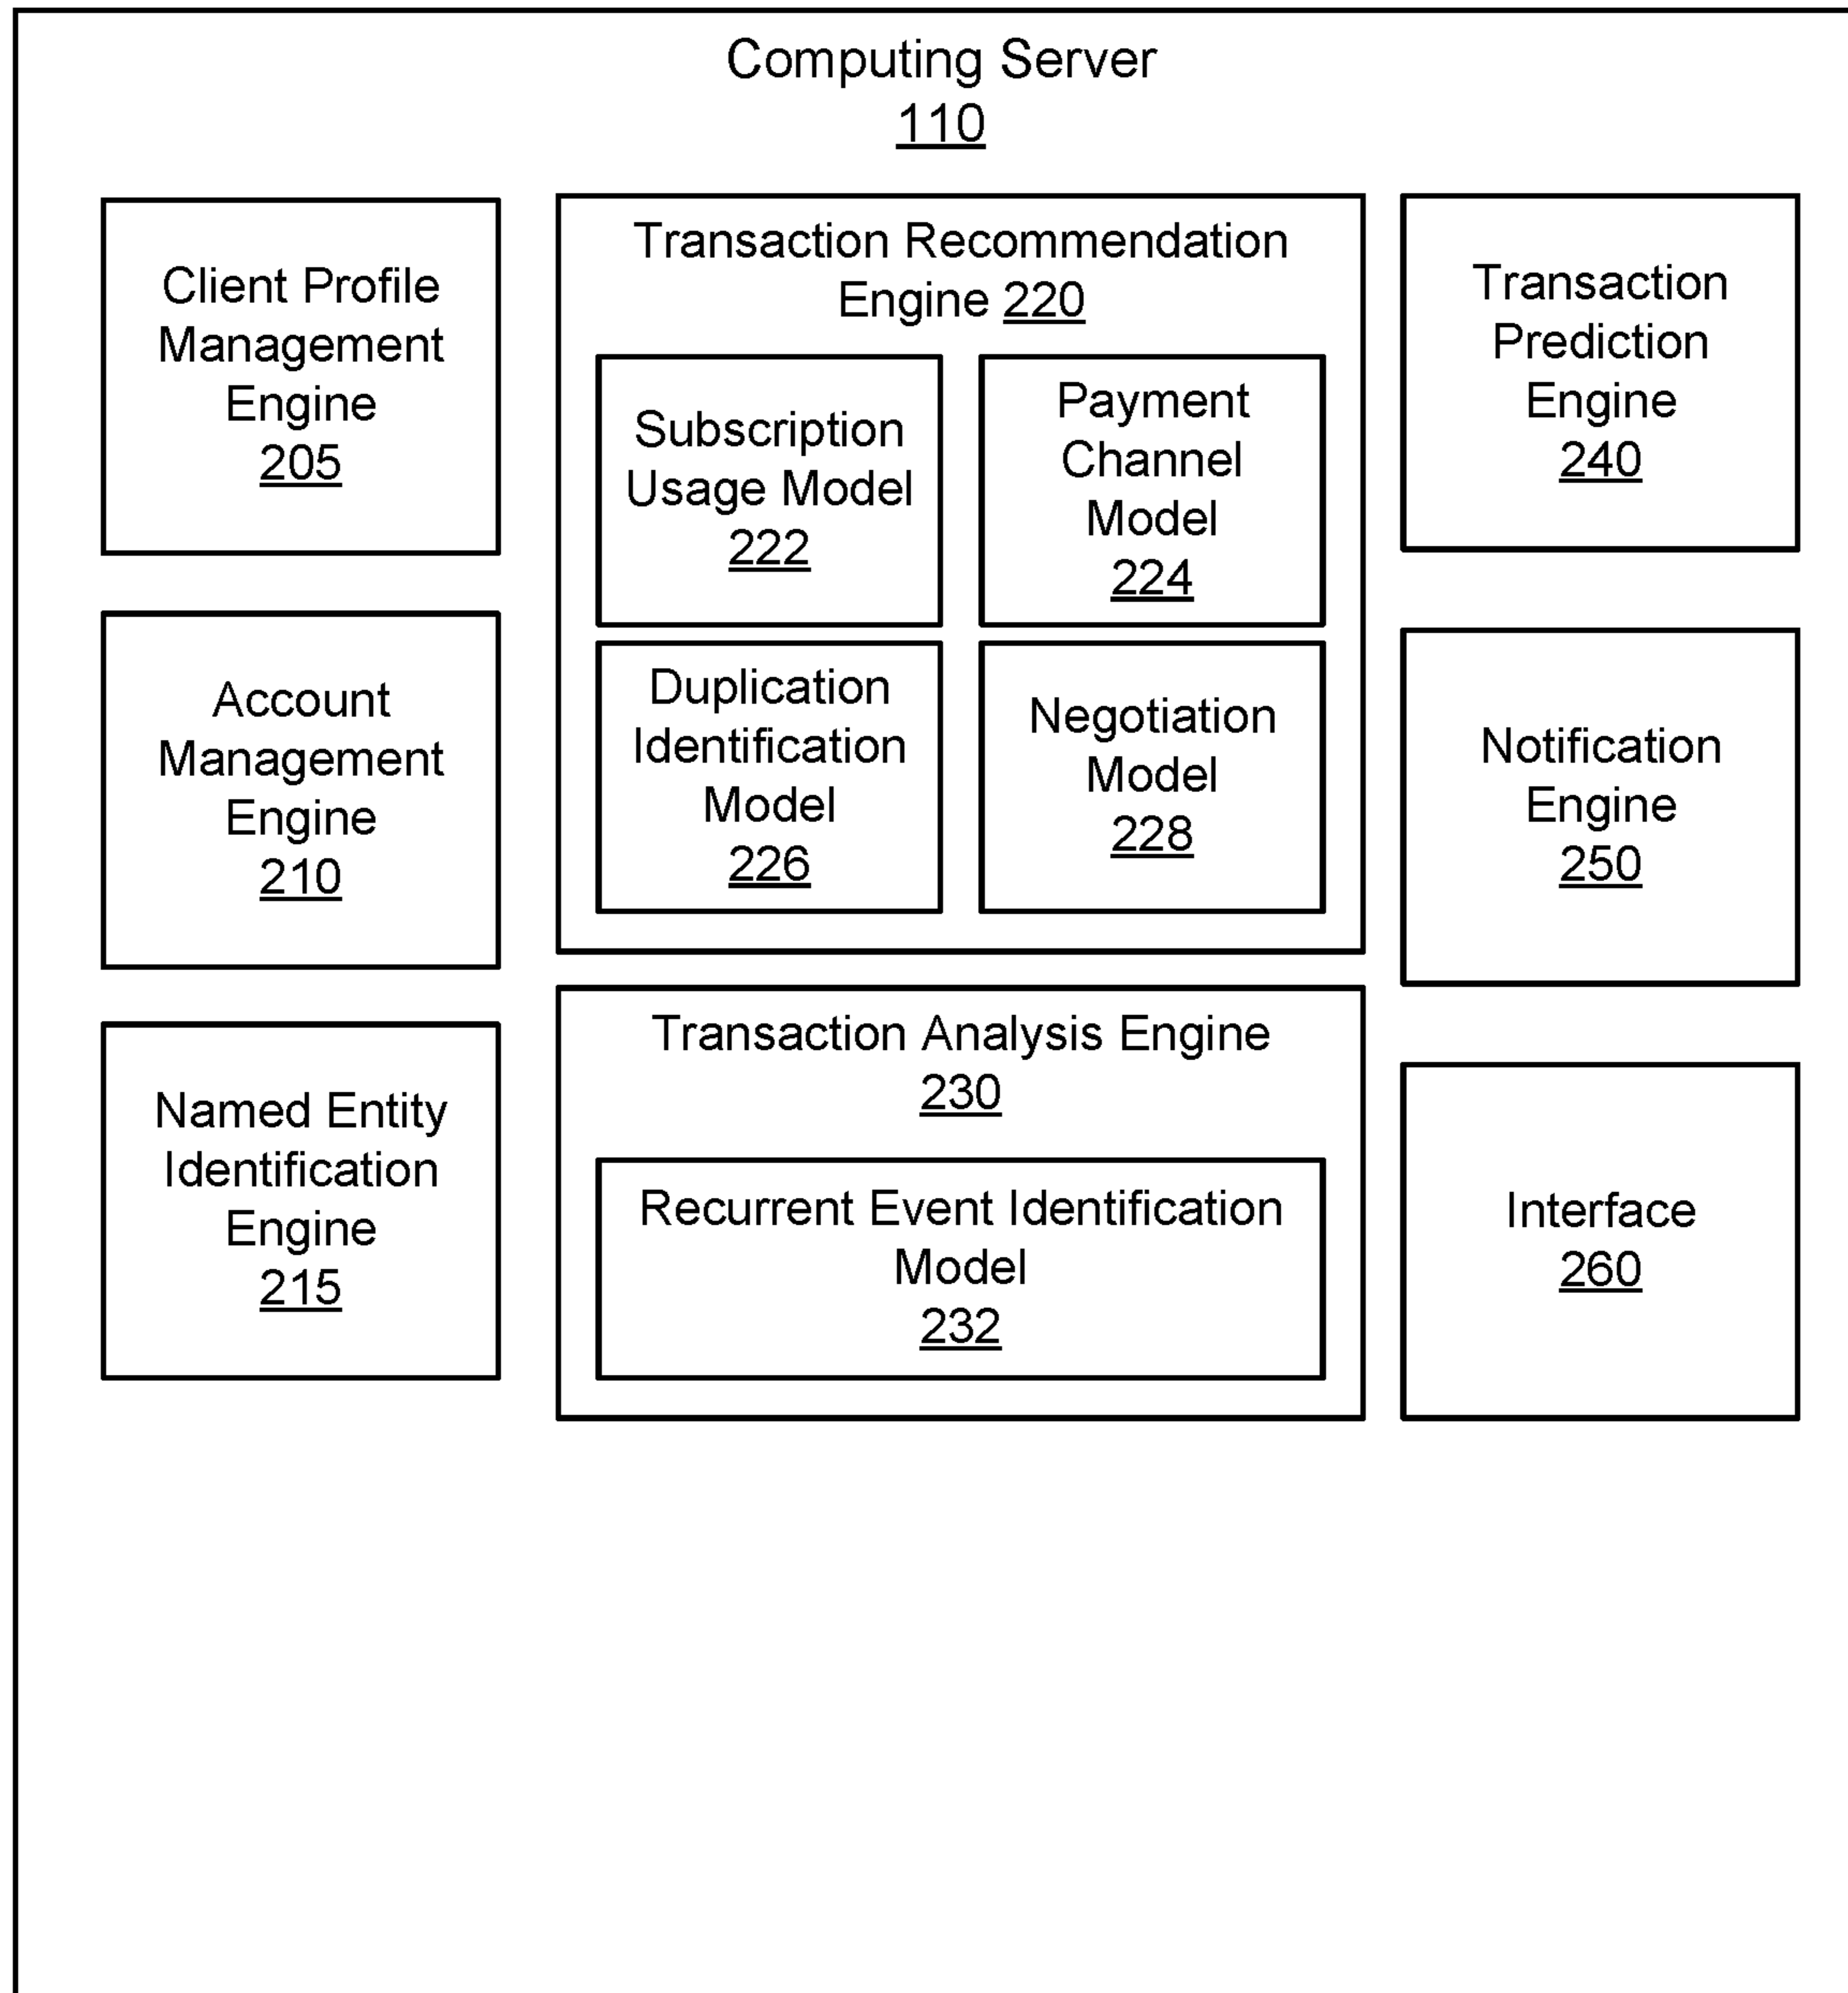 Computing Server
110
Client Profile
Management
Engine
205
Account
Management
Engine
210
Named Entity
Identification
Engine
215
Transaction Recommendation
Engine 220
Subscription
Usage Model
222
Payment
Channel
Model
224
Duplication
Identification
Model
226
Negotiation
Model
228
Transaction Analysis Engine
230
Recurrent Event Identification
Model
232
Transaction
Prediction
Engine
240
Notification
Engine
250
Interface
260